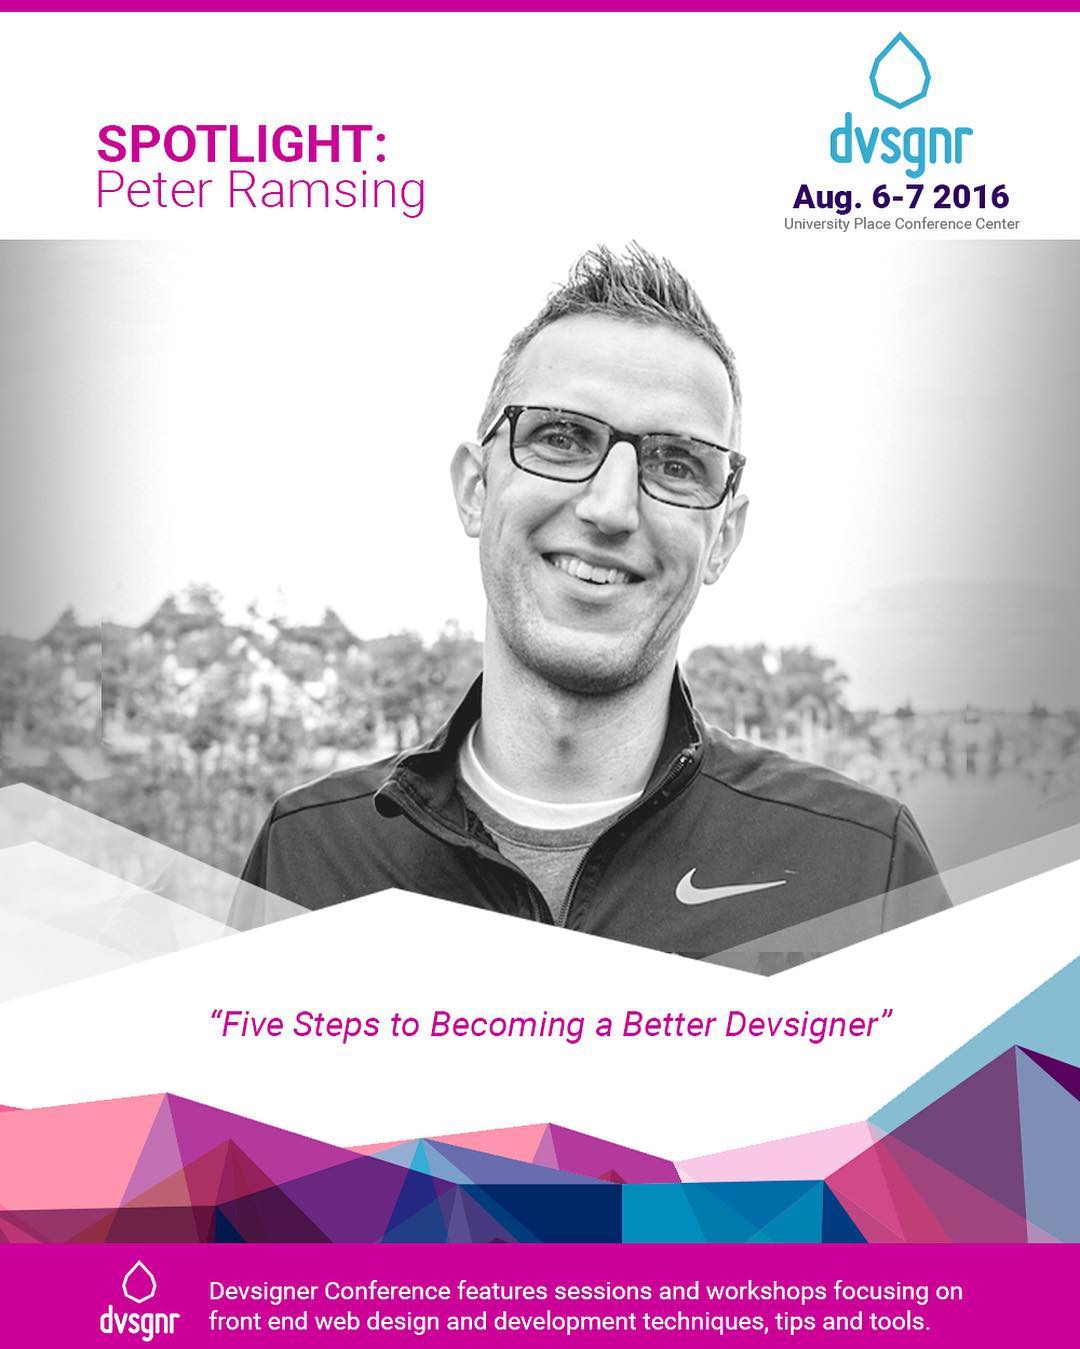 SPOTLIGHT:
Peter Ramsing
dvsgnr
Aug. 6-7 2016
University Place Conference Center
“Five Steps to Becoming a Better Devsigner”
dvsgnr
Devsigner Conference features sessions and workshops focusing on
front end web design and development techniques, tips and tools.